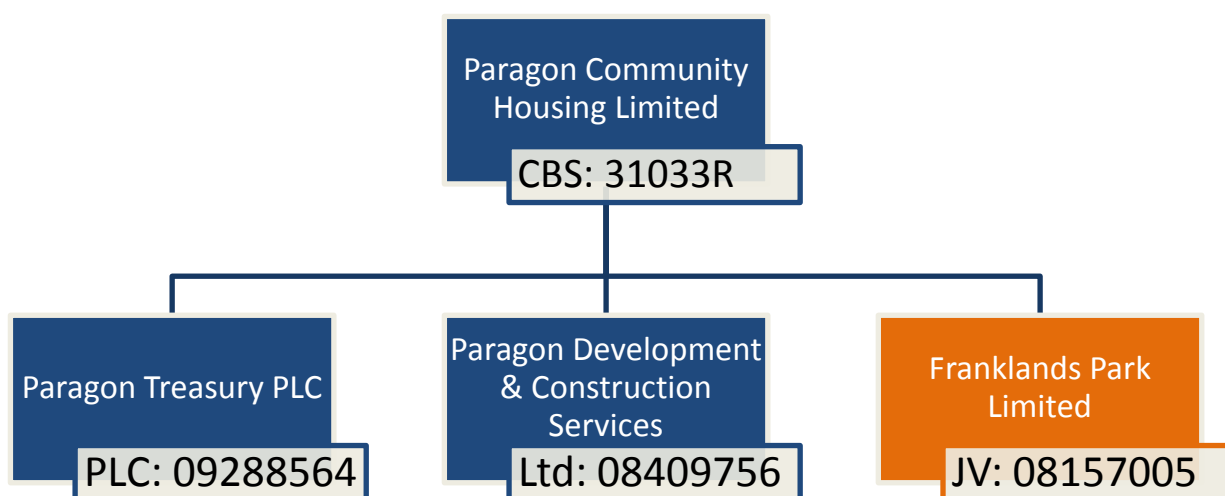 Paragon Community
Housing Limited
CBS: 31033R
Paragon Treasury PLC
PLC: 09288564
Paragon Development
& Construction
Services
Ltd: 08409756
Franklands Park
Limited
JV: 08157005